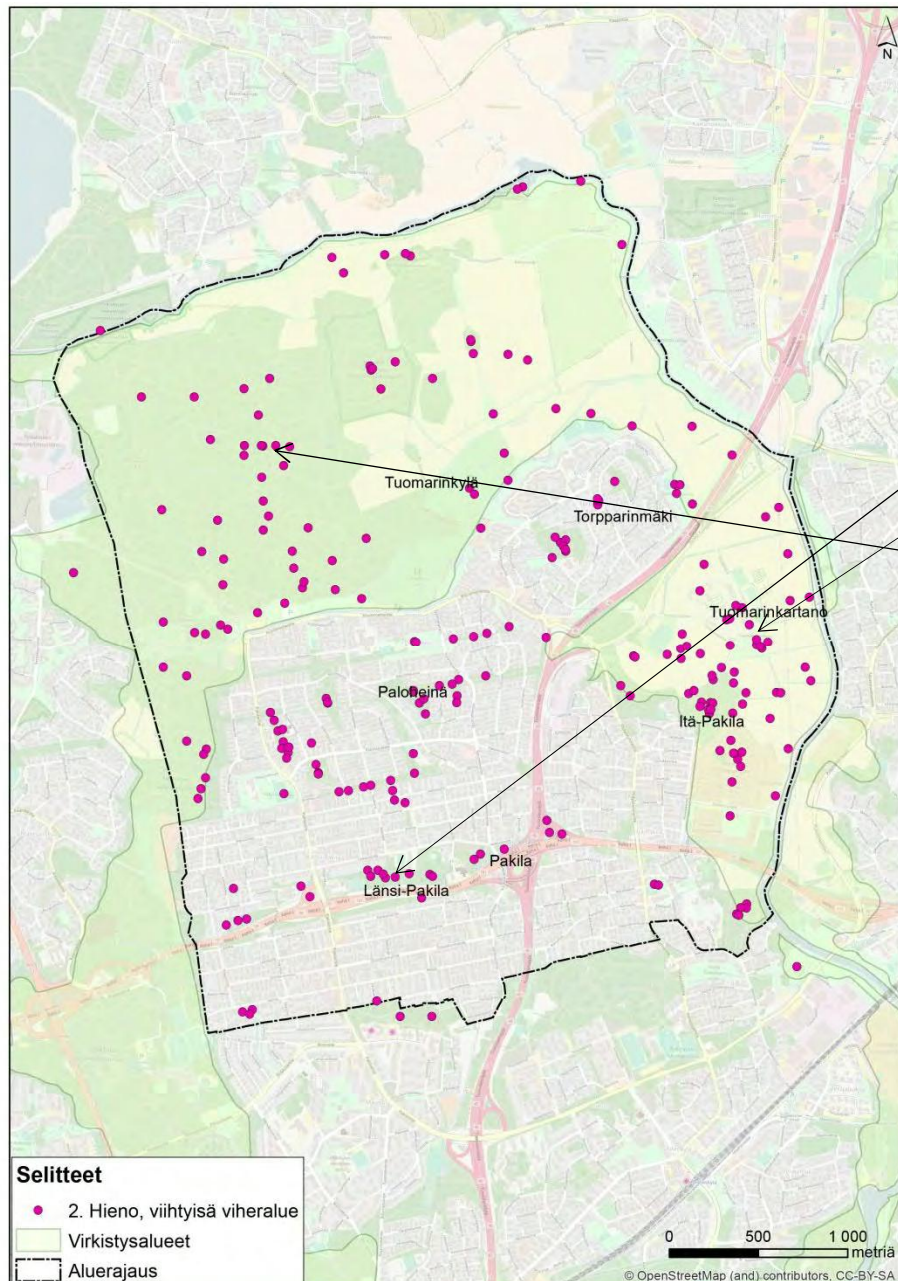 N
Tuomarinkylä
Torpparinmäki
Tuomarinkartano
Paloheinä
Itä-Pakila
Pakila
Länsi-Pakila
Selitteet
2. Hieno, viihtyisä viheralue
Virkistysalueet
Aluerajaus
0 500 1 000
metriä
© OpenStreetMap (and) contributors, CC-BY-SA